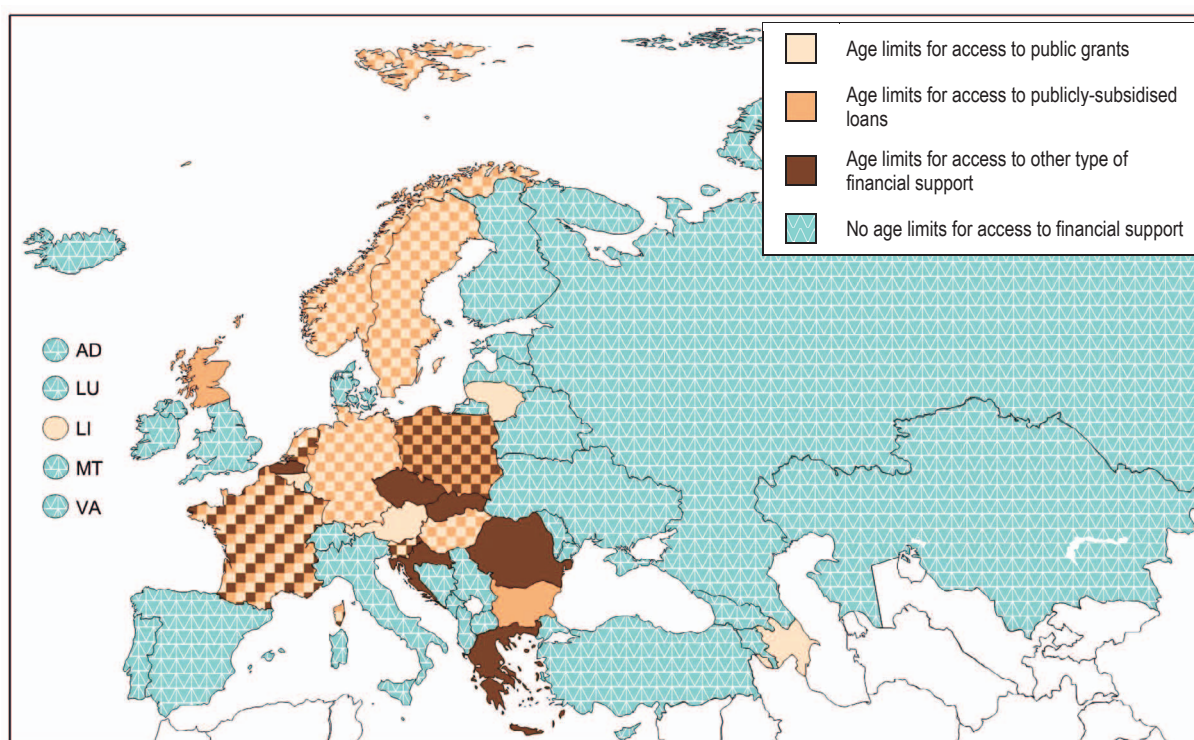 Age limits for access to public grants
Age limits for access to publicly-subsidised
loans
Age limits for access to other type of
financial support
No age limits for access to financial support
AD
LU
LI
MT
VA